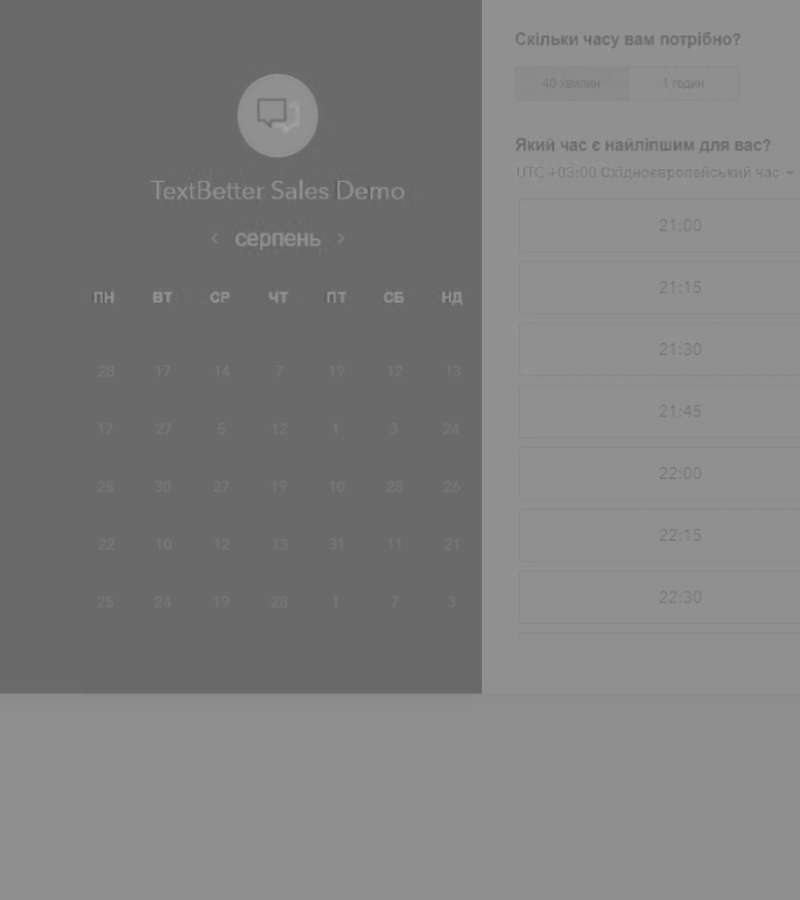 TextBetter Sales Demo
серпень
ПН ВТ СР ЧТ ПТ СБ НД
28 17 14 7 19 12 13
17 27 5 12 1 3 24
25 30 27 19 10 28 26
22 10 12 13 31 11 21
25 24 19 28 1 7 3
Скільки часу вам потрібно?
40 хвилин 1 годин
Який час є найліпшим для вас?
UTC +03:00 Східноєвропейський час
21:00
21:15
21:30
21:45
22:00
22:15
22:30